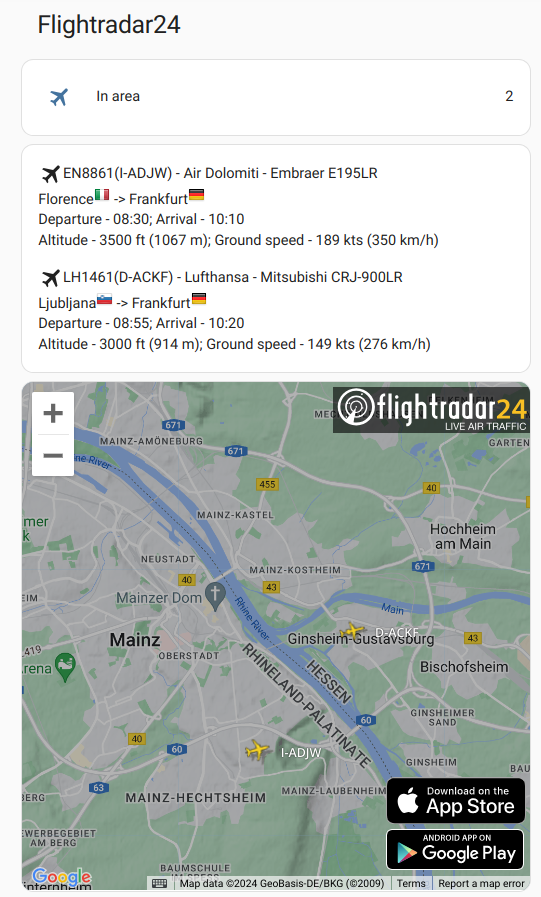 Flightradar24
In area
2
EN8861(I-ADJW) - Air Dolomiti - Embraer E195LR
Florence -> Frankfurt
Departure - 08:30; Arrival - 10:10
Altitude - 3500 ft (1067 m); Ground speed - 189 kts (350 km/h)
LH1461(D-ACKF) - Lufthansa - Mitsubishi CRJ-900LR
Ljubljana -> Frankfurt
Departure - 08:55; Arrival - 10:20
Altitude - 3000 ft (914 m); Ground speed - 149 kts (276 km/h)
+
−
flightradar24
LIVE AIR TRAFFIC
671
MAINZ-AMÖNEBURG
671
GARTEN
Rhine River
455
40
MAINZ-KASTEL
Hochheim
am Main
NEUSTADT
671
MAINZ-KOSTHEIM
40
43
Mainzer Dom
Main
Rhine River
D-ACKF
Mainz
Ginsheim-Gustavsburg
43
419
OBERSTADT
Bischofsheim
HESSEN
RHINELAND-PALATINATE
60
GINSHEIMER
SAND
40
60
I-ADJW
GINSHEIM
63
MAINZ-HECHTSHEIM
MAINZ-LAUBENHEIM
Download on the
App Store
EWERBEGEBIET
AM BERG
ANDROID APP ON
Google Play
BAUMSCHULE
Google
Map data ©2024 GeoBasis-DE/BKG (©2009)
Terms
Report a map error